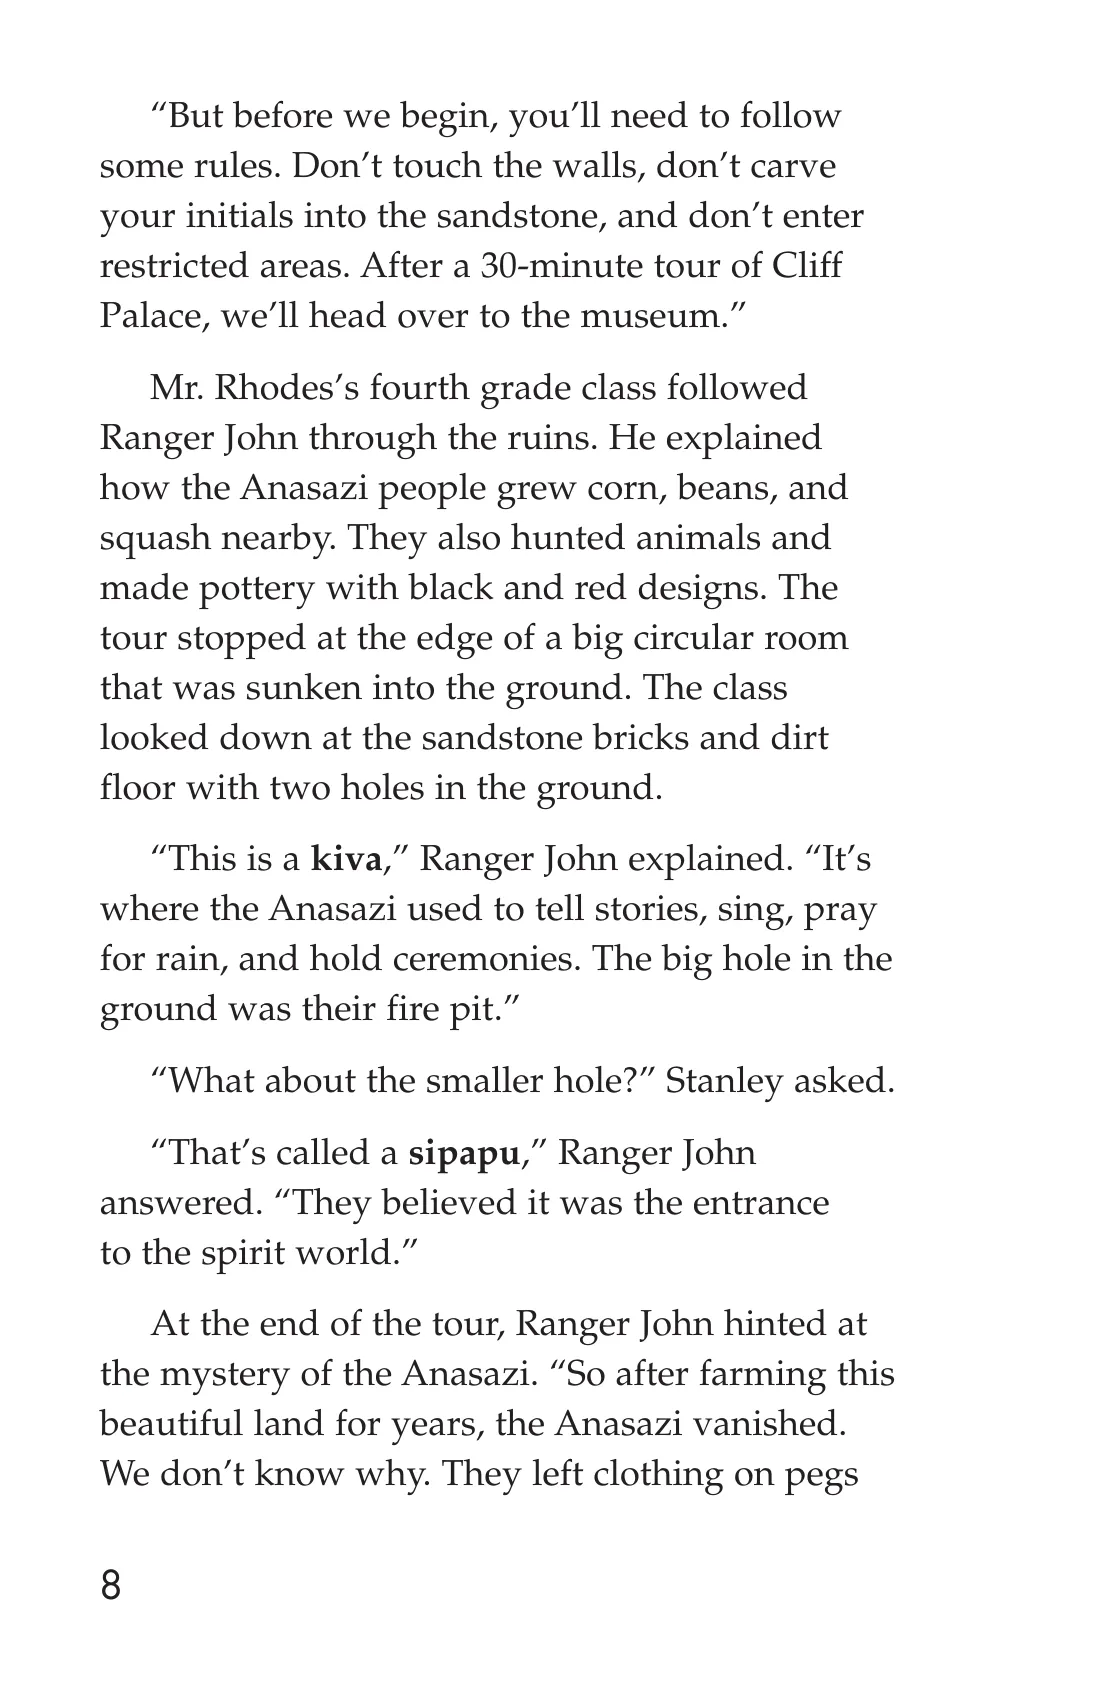 “But before we begin, you’ll need to follow
some rules. Don’t touch the walls, don’t carve
your initials into the sandstone, and don’t enter
restricted areas. After a 30-minute tour of Cliff
Palace, we’ll head over to the museum.”
Mr. Rhodes’s fourth grade class followed
Ranger John through the ruins. He explained
how the Anasazi people grew corn, beans, and
squash nearby. They also hunted animals and
made pottery with black and red designs. The
tour stopped at the edge of a big circular room
that was sunken into the ground. The class
looked down at the sandstone bricks and dirt
floor with two holes in the ground.
“This is a kiva,” Ranger John explained. “It’s
where the Anasazi used to tell stories, sing, pray
for rain, and hold ceremonies. The big hole in the
ground was their fire pit.”
“What about the smaller hole?” Stanley asked.
“That’s called a sipapu,” Ranger John
answered. “They believed it was the entrance
to the spirit world.”
At the end of the tour, Ranger John hinted at
the mystery of the Anasazi. “So after farming this
beautiful land for years, the Anasazi vanished.
We don’t know why. They left clothing on pegs
8